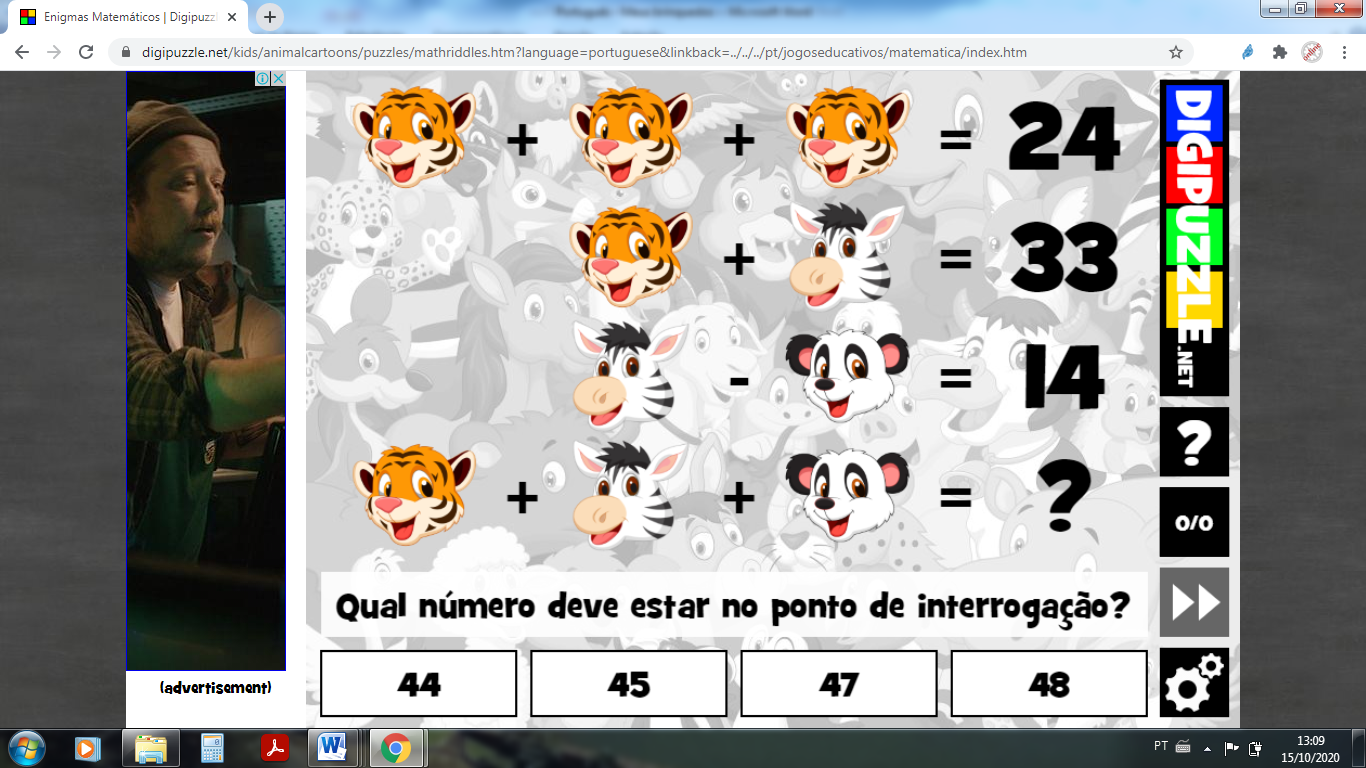 Enigmas Matemáticos | Digipuzzl
digipuzzle.net/kids/animalcartoons/puzzles/mathriddles.htm?language=portuguese&linkback=../../../pt/jogoseducativos/matematica/index.htm
+ + = 24
+ = 33
- = 14
+ + = ?
Qual número deve estar no ponto de interrogação?
44 45 47 48
DIGIPUZZLE.NET
?
0/0
(advertisement)
PT
13:09
15/10/2020